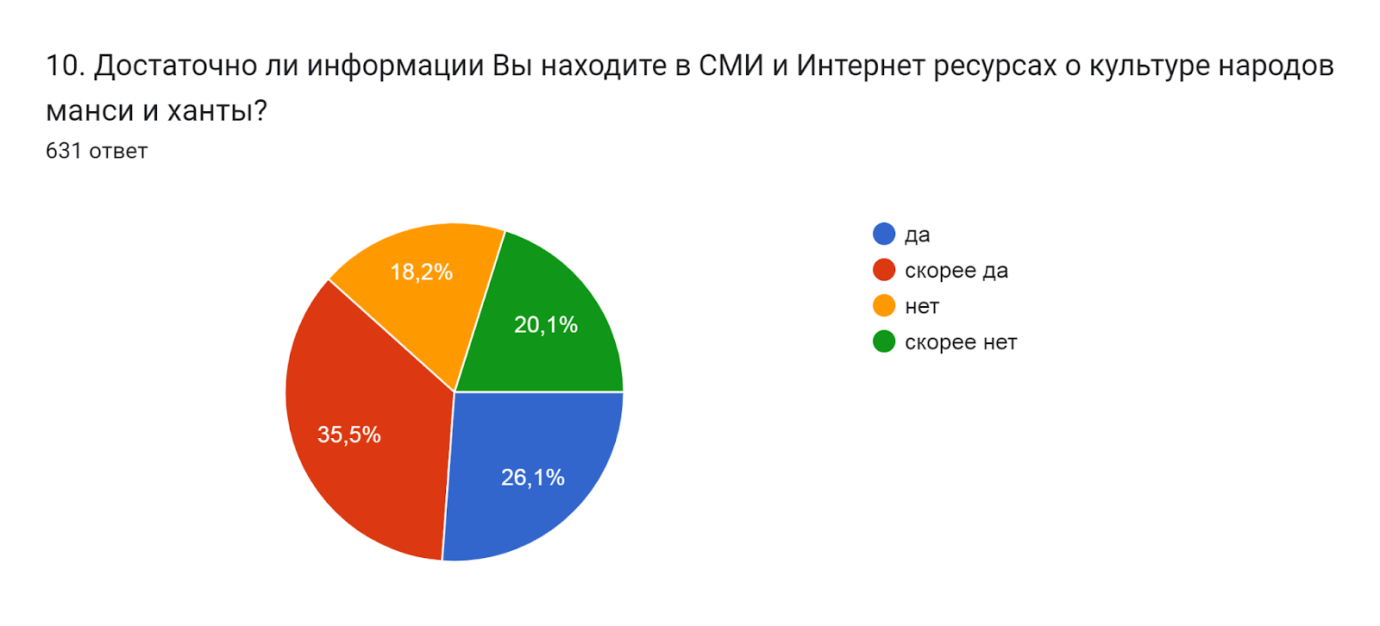 10. Достаточно ли информации Вы находите в СМИ и Интернет ресурсах о культуре народов
манси и ханты?
631 ответ
да
скорее да
нет
скорее нет
18,2%
20,1%
35,5%
26,1%